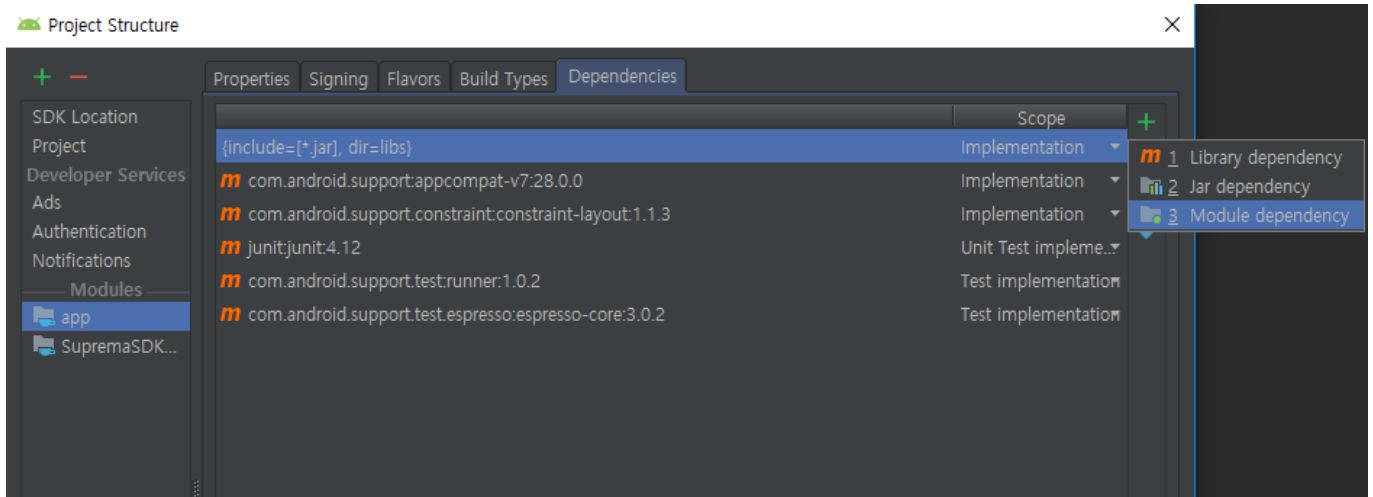 Project Structure
Properties Signing Flavors Build Types Dependencies
SDK Location
Project
Developer Services
Ads
Authentication
Notifications
Modules
app
SupremaSDK...
Scope
{include=[*.jar], dir=libs} Implementation
m com.android.support:appcompat-v7:28.0.0 Implementation
m com.android.support.constraint:constraint-layout:1.1.3 Implementation
m junit:junit:4.12 Unit Test impleme...
m com.android.support.test:runner:1.0.2 Test implementation
m com.android.support.test.espresso:espresso-core:3.0.2 Test implementation
m 1 Library dependency
2 Jar dependency
3 Module dependency